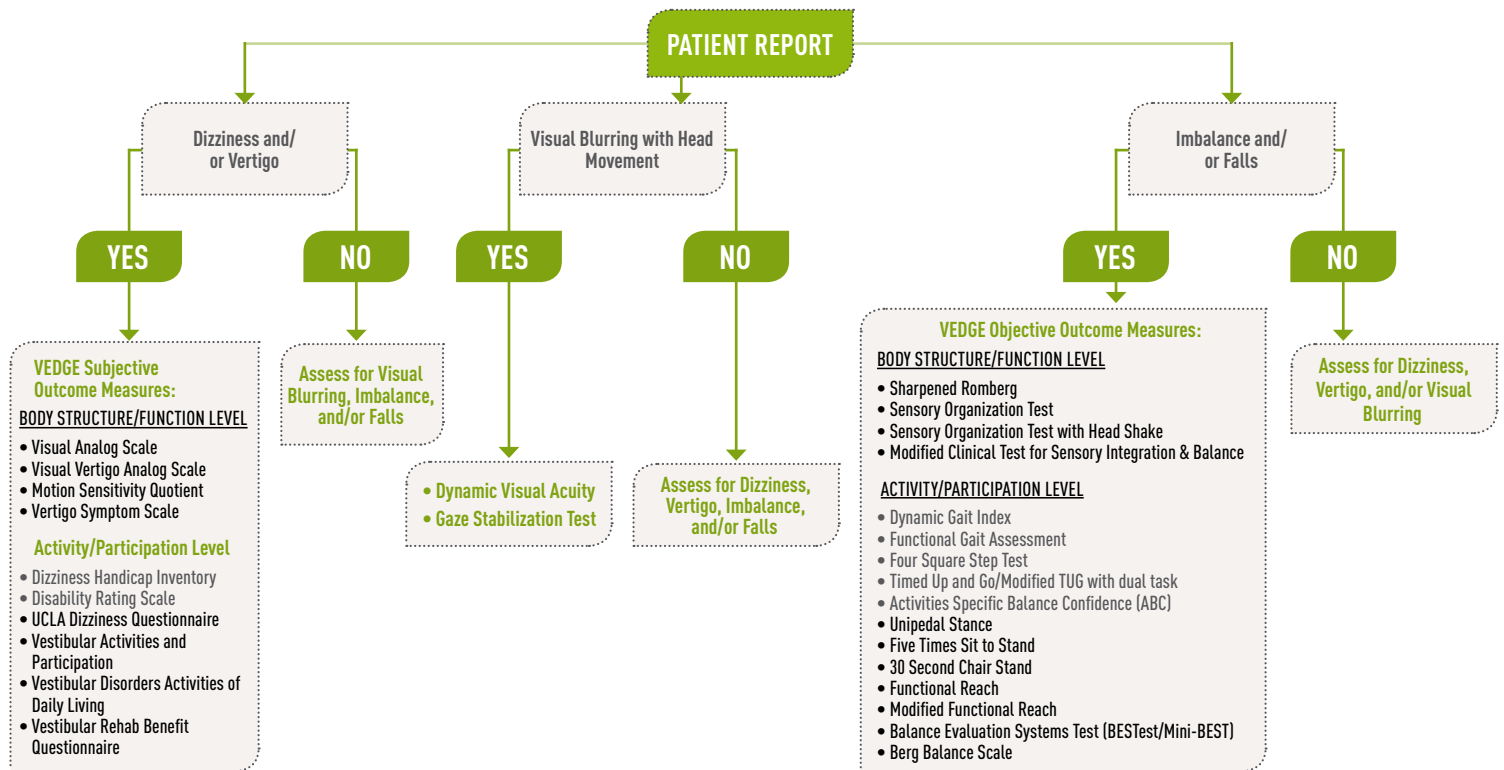 PATIENT REPORT
Dizziness and/
or Vertigo
Visual Blurring with Head
Movement
Imbalance and/
or Falls
YES
NO
YES
NO
YES
NO
VEDGE Subjective
Outcome Measures:
BODY STRUCTURE/FUNCTION LEVEL
• Visual Analog Scale
• Visual Vertigo Analog Scale
• Motion Sensitivity Quotient
• Vertigo Symptom Scale
Activity/Participation Level
• Dizziness Handicap Inventory
• Disability Rating Scale
• UCLA Dizziness Questionnaire
• Vestibular Activities and
Participation
• Vestibular Disorders Activities of
Daily Living
• Vestibular Rehab Benefit
Questionnaire
Assess for Visual
Blurring, Imbalance,
and/or Falls
• Dynamic Visual Acuity
• Gaze Stabilization Test
Assess for Dizziness,
Vertigo, Imbalance,
and/or Falls
VEDGE Objective Outcome Measures:
BODY STRUCTURE/FUNCTION LEVEL
• Sharpened Romberg
• Sensory Organization Test
• Sensory Organization Test with Head Shake
• Modified Clinical Test for Sensory Integration & Balance
ACTIVITY/PARTICIPATION LEVEL
• Dynamic Gait Index
• Functional Gait Assessment
• Four Square Step Test
• Timed Up and Go/Modified TUG with dual task
• Activities Specific Balance Confidence (ABC)
• Unipedal Stance
• Five Times Sit to Stand
• 30 Second Chair Stand
• Functional Reach
• Modified Functional Reach
• Balance Evaluation Systems Test (BESTest/Mini-BEST)
• Berg Balance Scale
Assess for Dizziness,
Vertigo, and/or Visual
Blurring